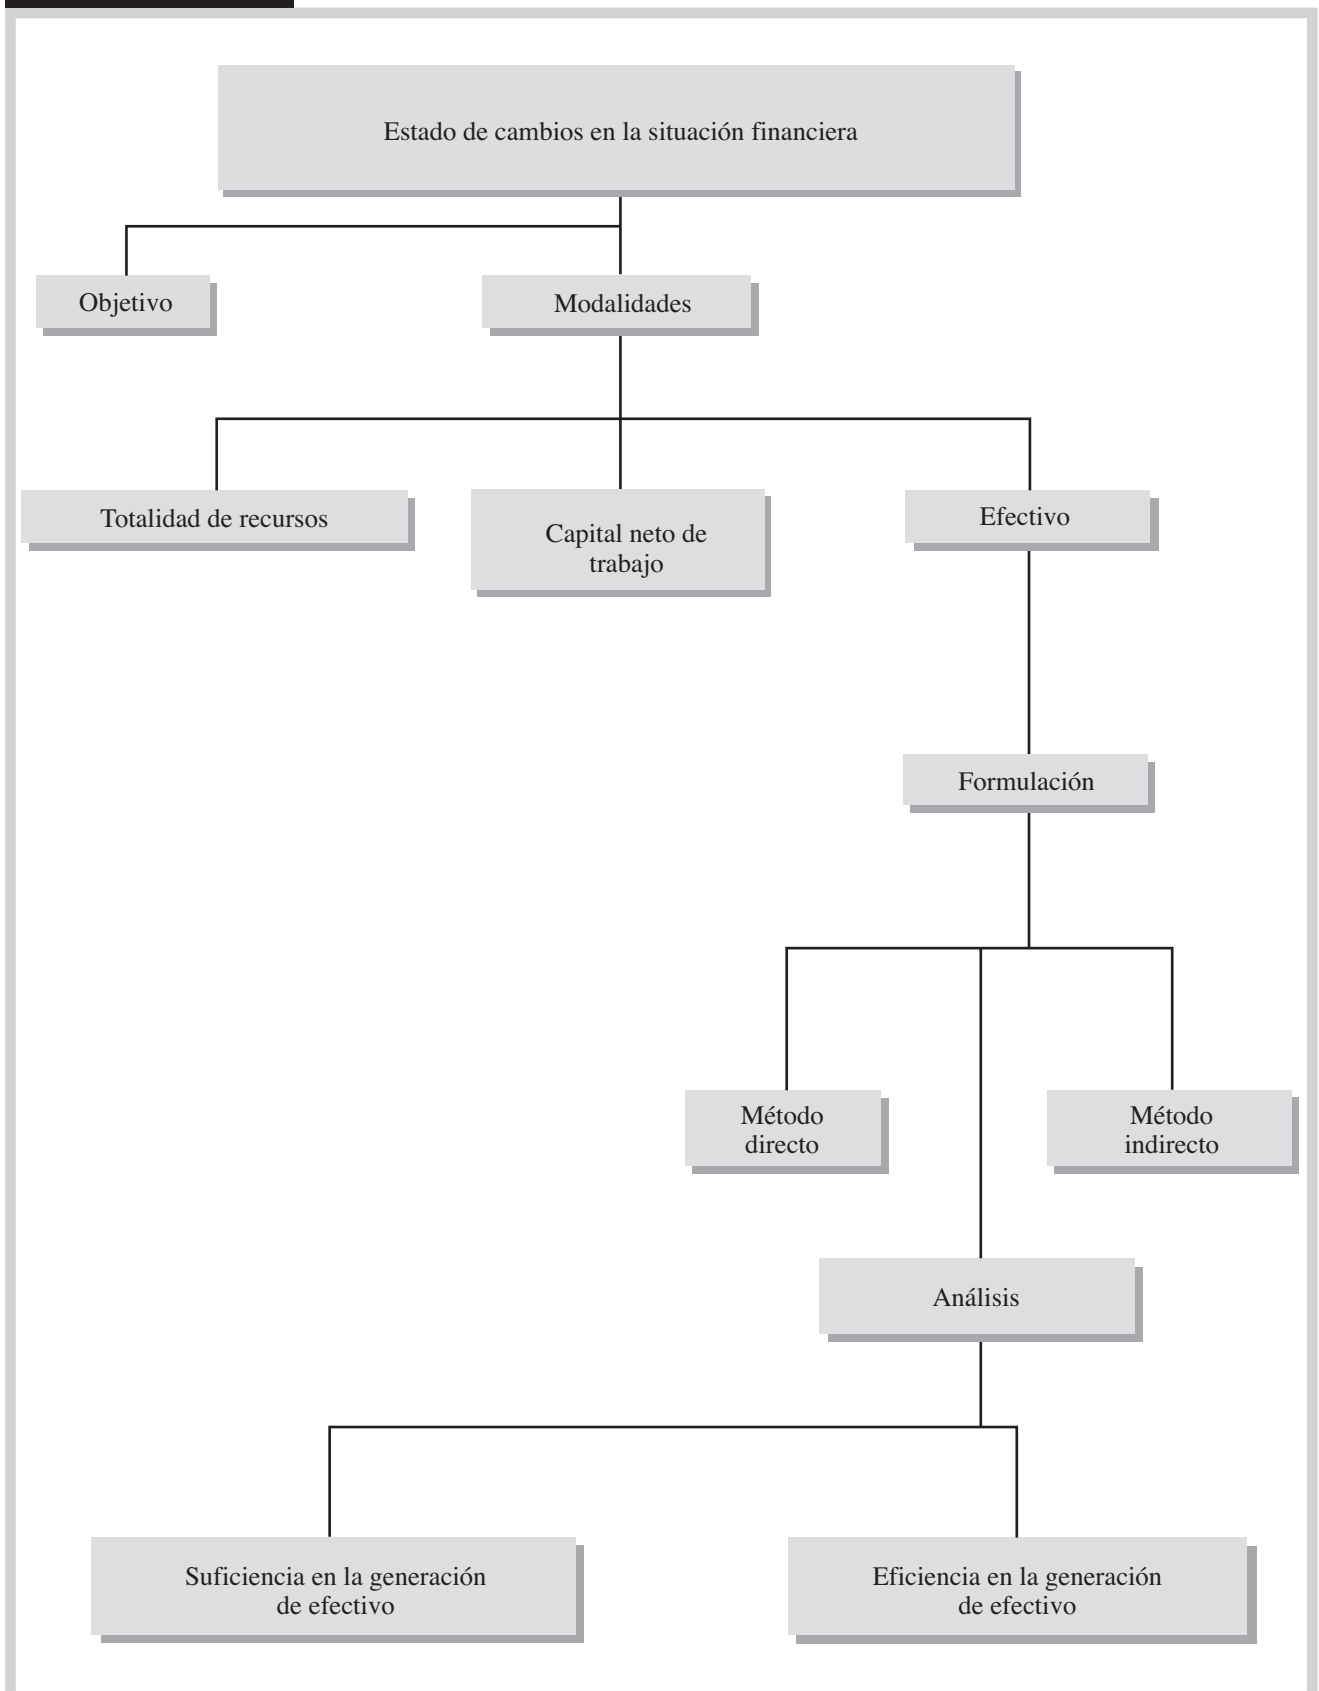 Estado de cambios en la situación financiera
Objetivo
Modalidades
Totalidad de recursos
Capital neto de
trabajo
Efectivo
Formulación
Método
directo
Método
indirecto
Análisis
Suficiencia en la generación
de efectivo
Eficiencia en la generación
de efectivo